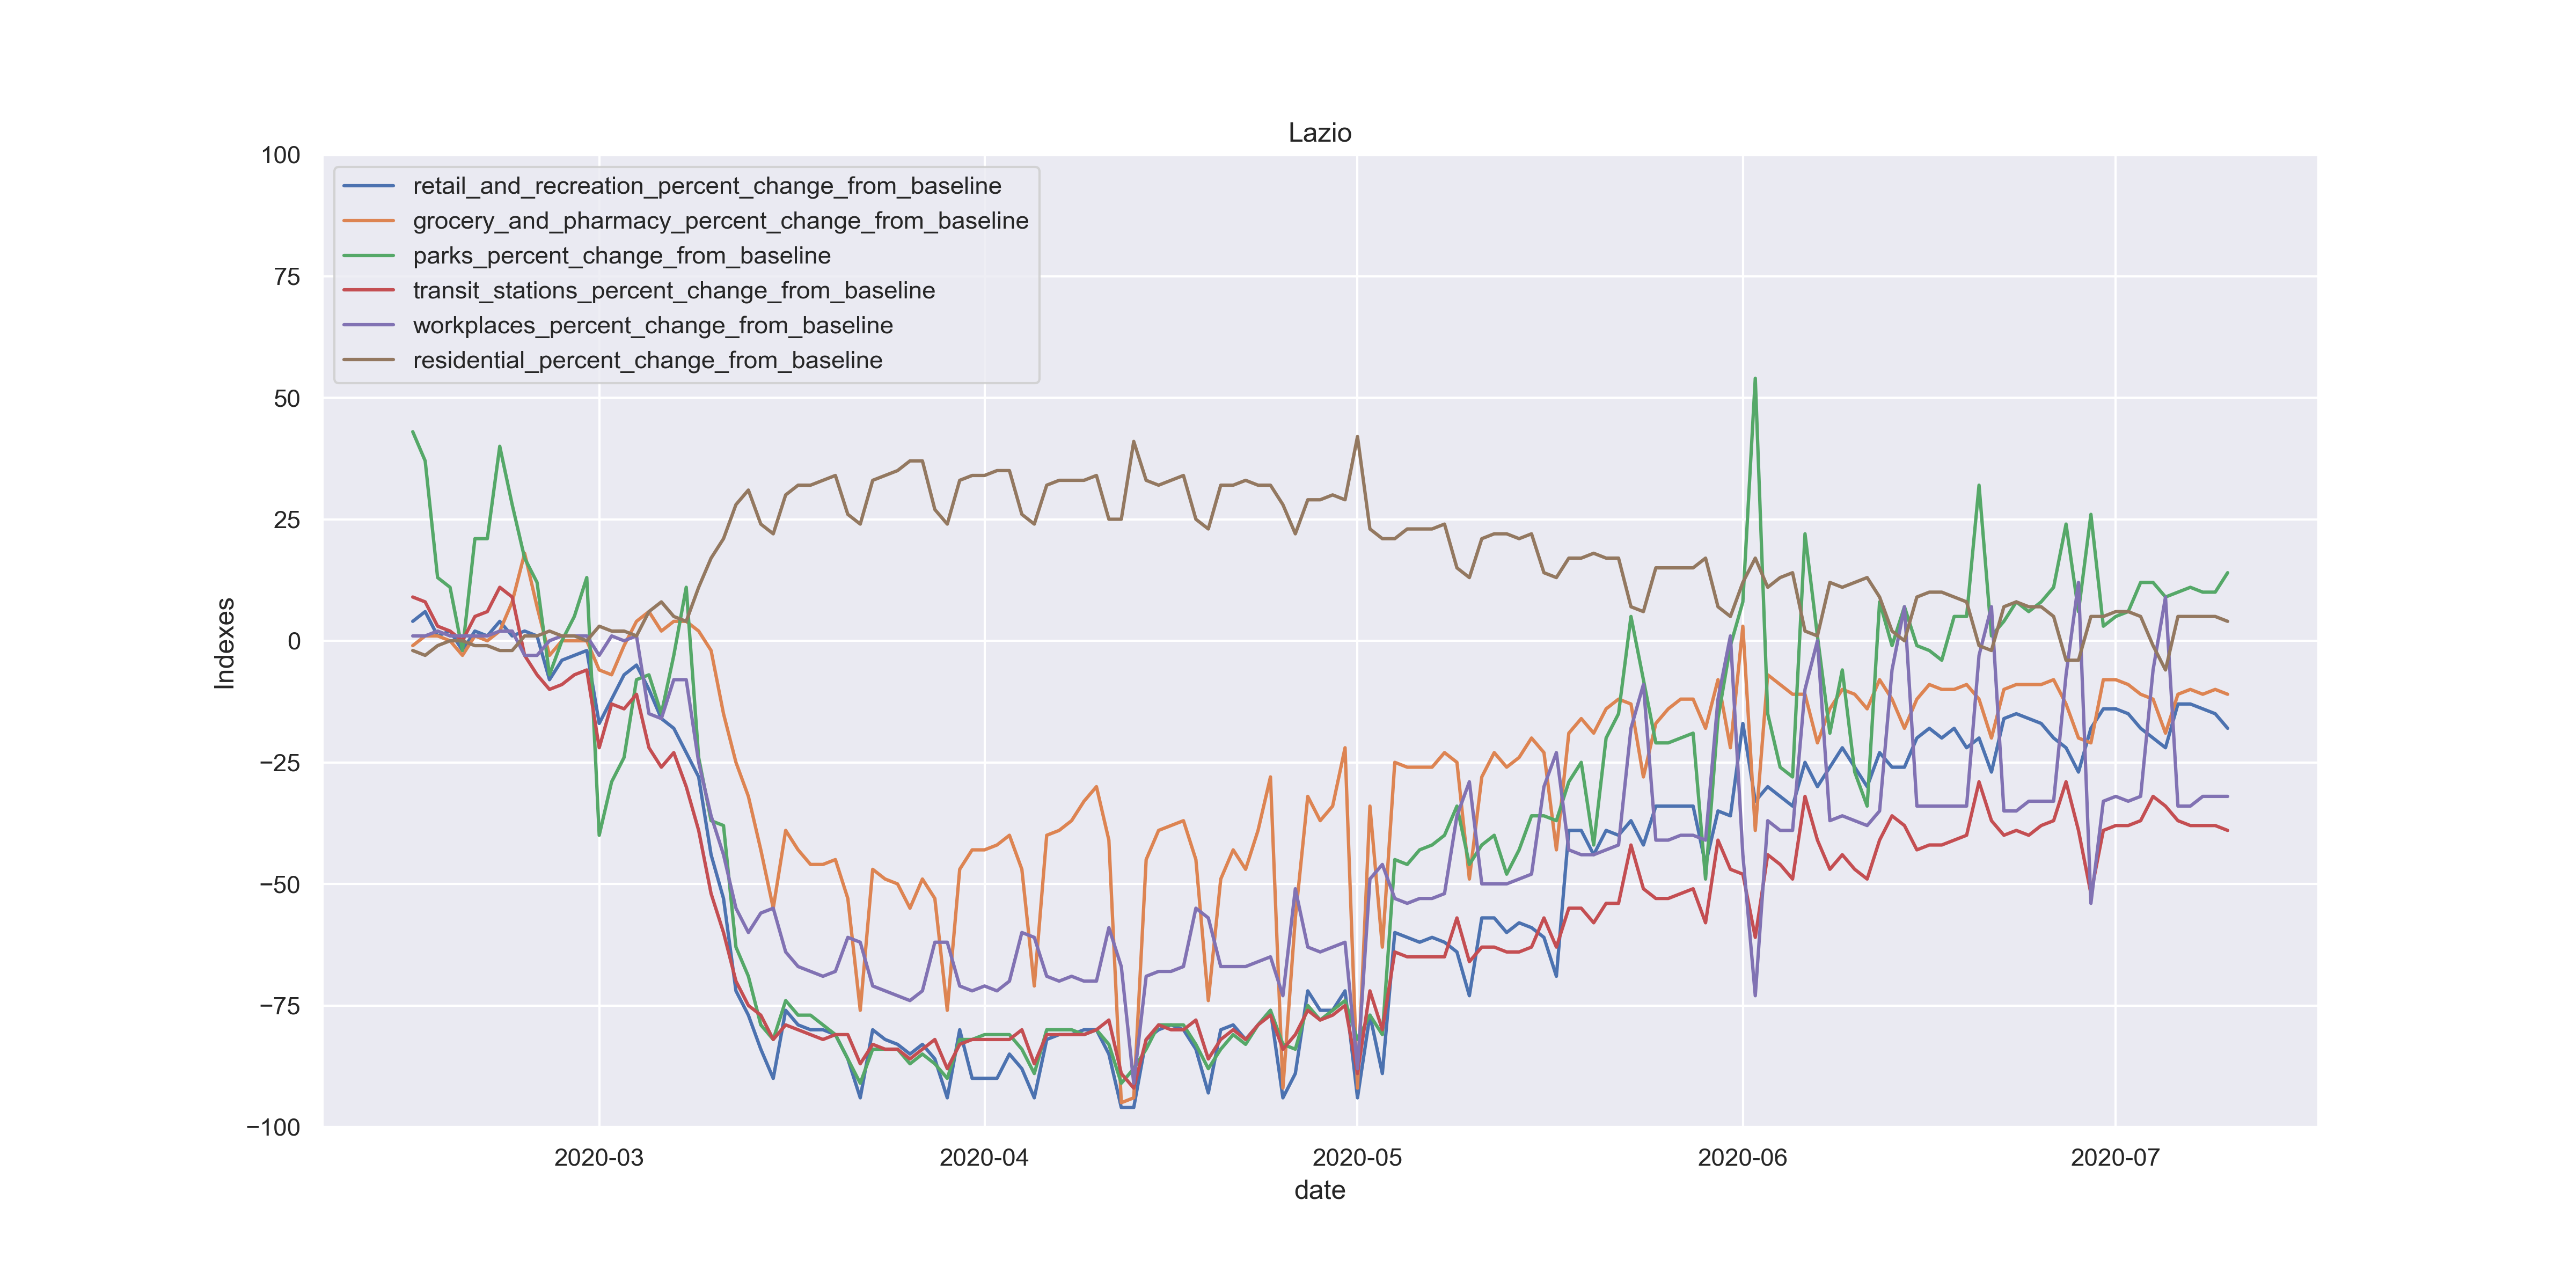 Lazio
100
75
50
25
0
−25
−50
−75
−100
Indexes
retail_and_recreation_percent_change_from_baseline
grocery_and_pharmacy_percent_change_from_baseline
parks_percent_change_from_baseline
transit_stations_percent_change_from_baseline
workplaces_percent_change_from_baseline
residential_percent_change_from_baseline
2020-03
2020-04
2020-05
2020-06
2020-07
date